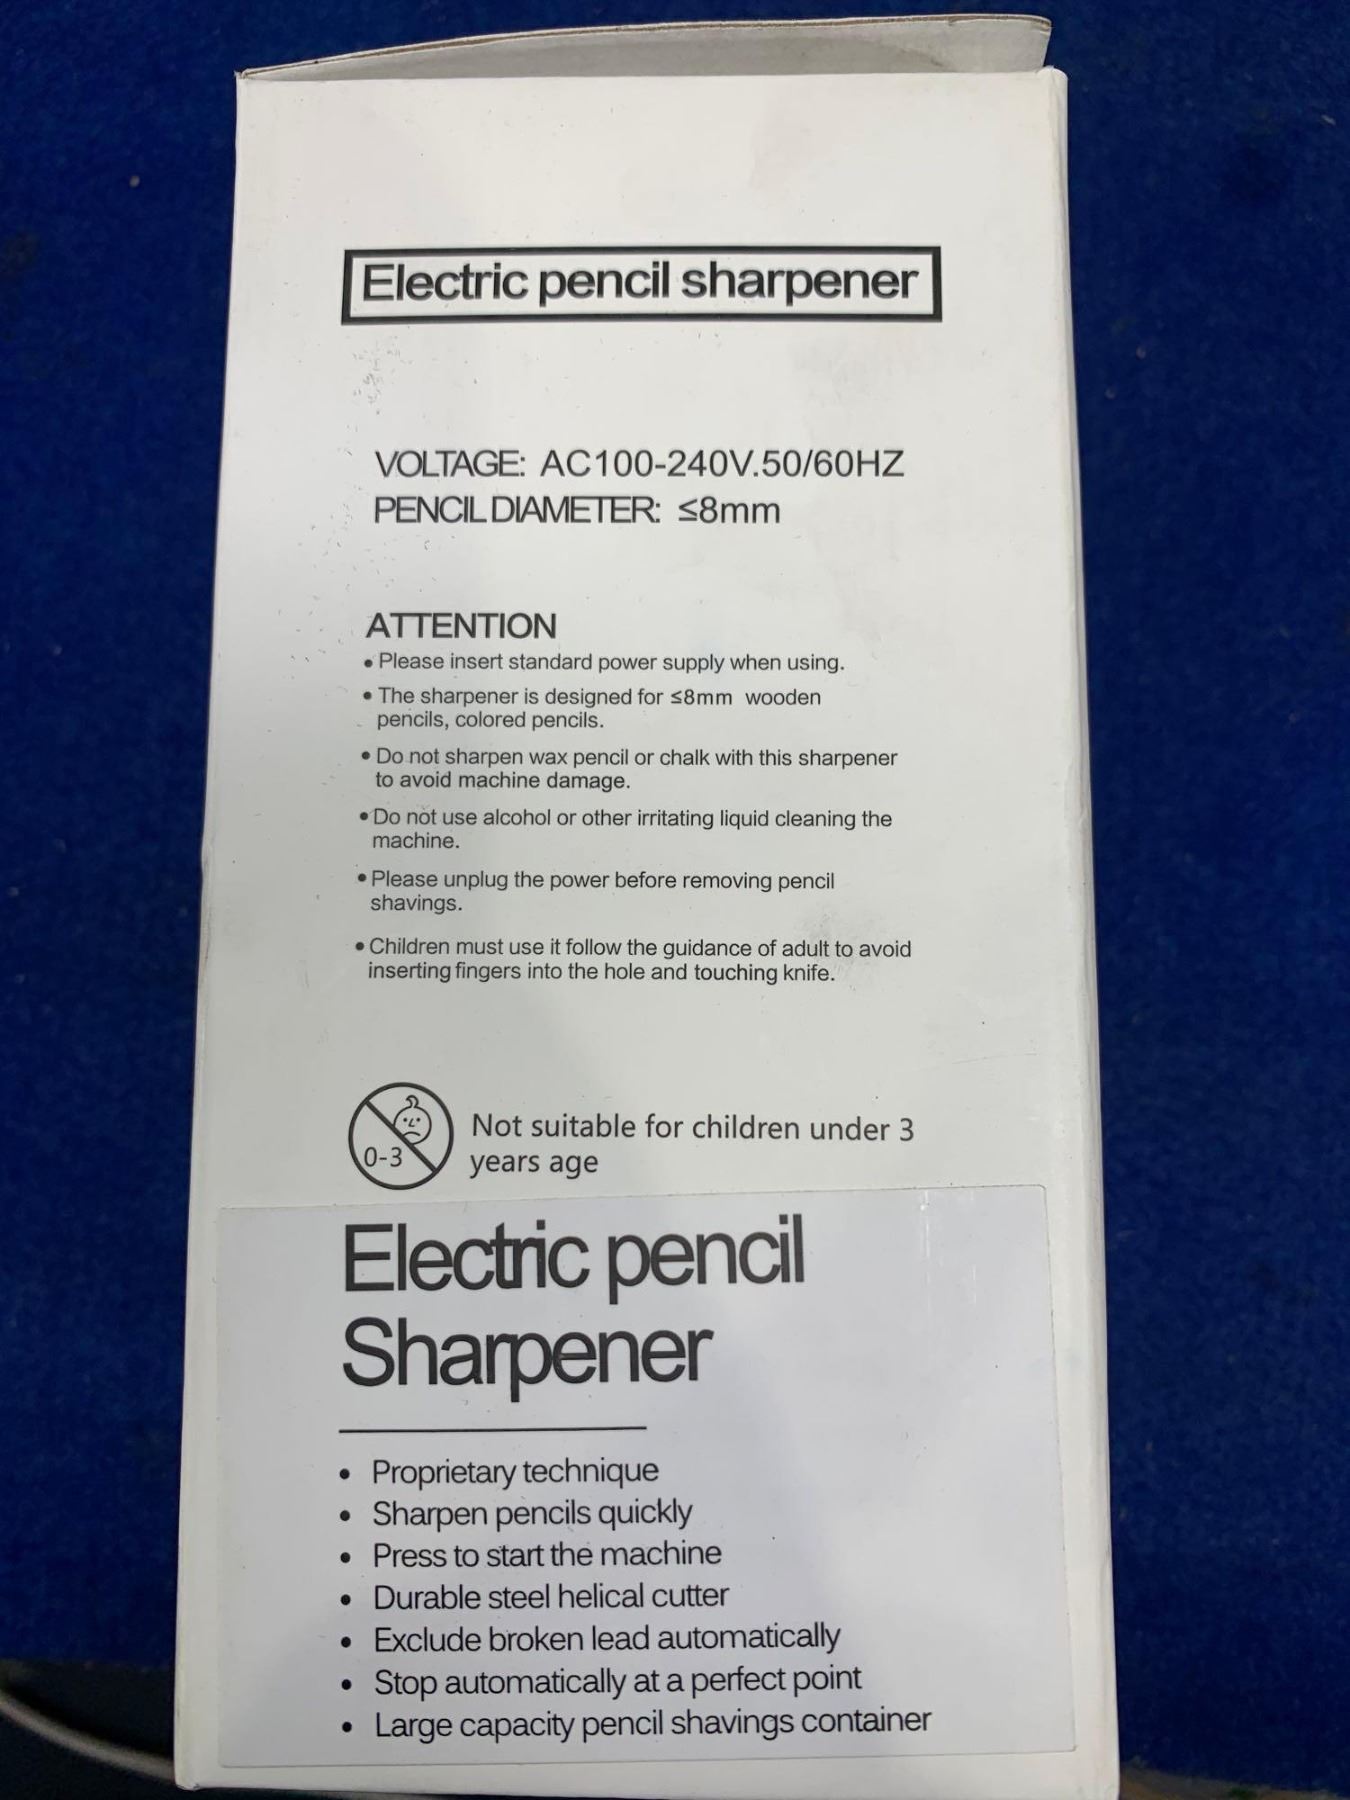 Electric pencil sharpener
VOLTAGE: AC100-240V.50/60HZ
PENCIL DIAMETER: ≤8mm
ATTENTION
• Please insert standard power supply when using.
• The sharpener is designed for ≤8mm wooden
pencils, colored pencils.
• Do not sharpen wax pencil or chalk with this sharpener
to avoid machine damage.
• Do not use alcohol or other irritating liquid cleaning the
machine.
• Please unplug the power before removing pencil
shavings.
• Children must use it follow the guidance of adult to avoid
inserting fingers into the hole and touching knife.
0-3
Not suitable for children under 3
years age
Electric pencil
Sharpener
• Proprietary technique
• Sharpen pencils quickly
• Press to start the machine
• Durable steel helical cutter
• Exclude broken lead automatically
• Stop automatically at a perfect point
• Large capacity pencil shavings container